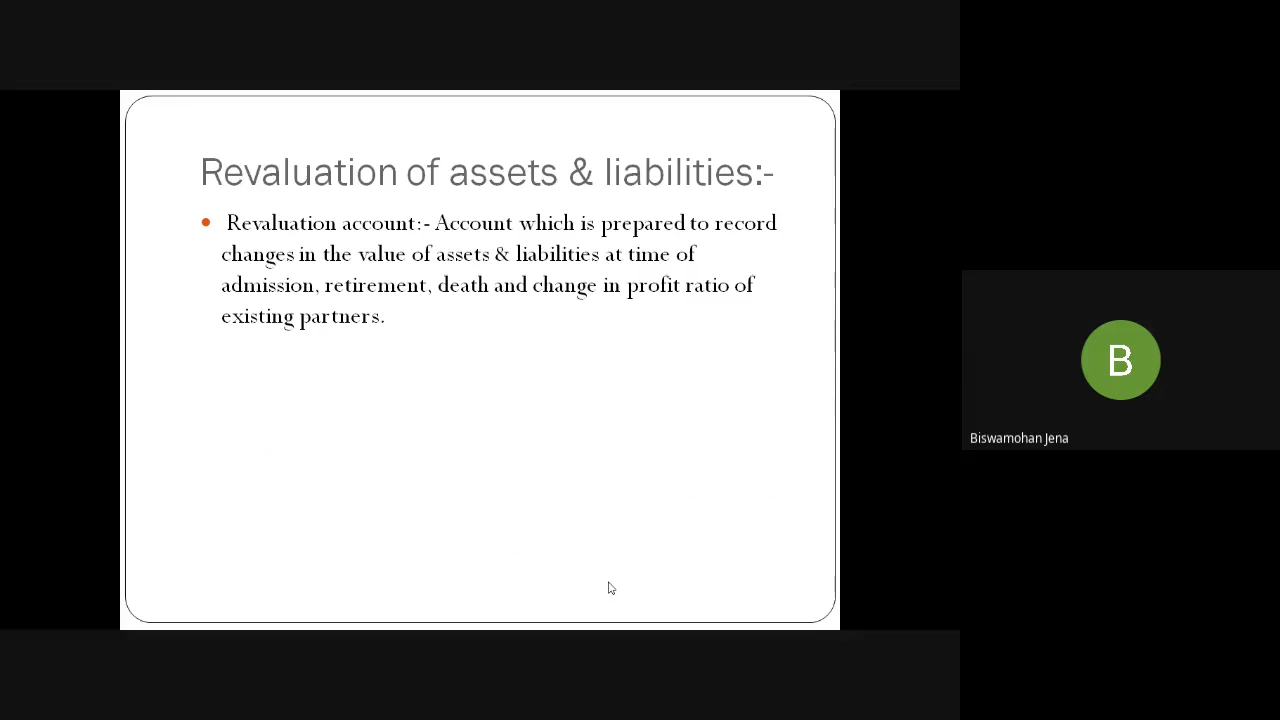 Revaluation of assets & liabilities:-
Revaluation account:- Account which is prepared to record
changes in the value of assets & liabilities at time of
admission, retirement, death and change in profit ratio of
existing partners.
B
Biswamohan Jena